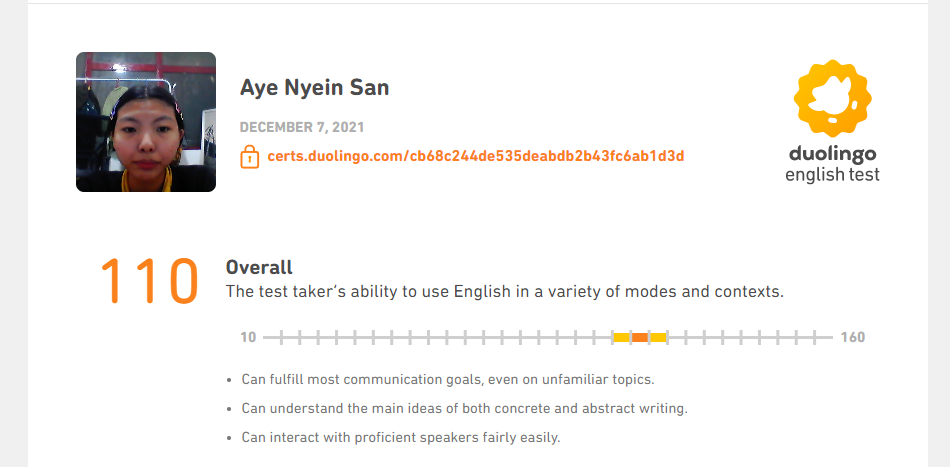 Aye Nyein San
DECEMBER 7, 2021
certs.duolingo.com/cb68c244de535deabdb2b43fc6ab1d3d
duolingo
english test
110
Overall
The test taker's ability to use English in a variety of modes and contexts.
10
160
• Can fulfill most communication goals, even on unfamiliar topics.
• Can understand the main ideas of both concrete and abstract writing.
• Can interact with proficient speakers fairly easily.